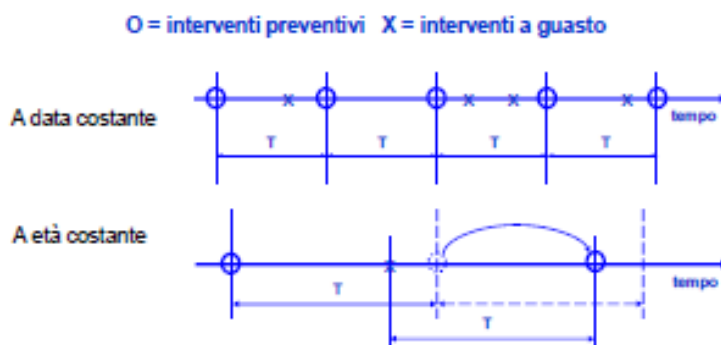 O = interventi preventivi X = interventi a guasto
A data costante
x x x x
tempo
T T T T
A età costante
x
tempo
T
T